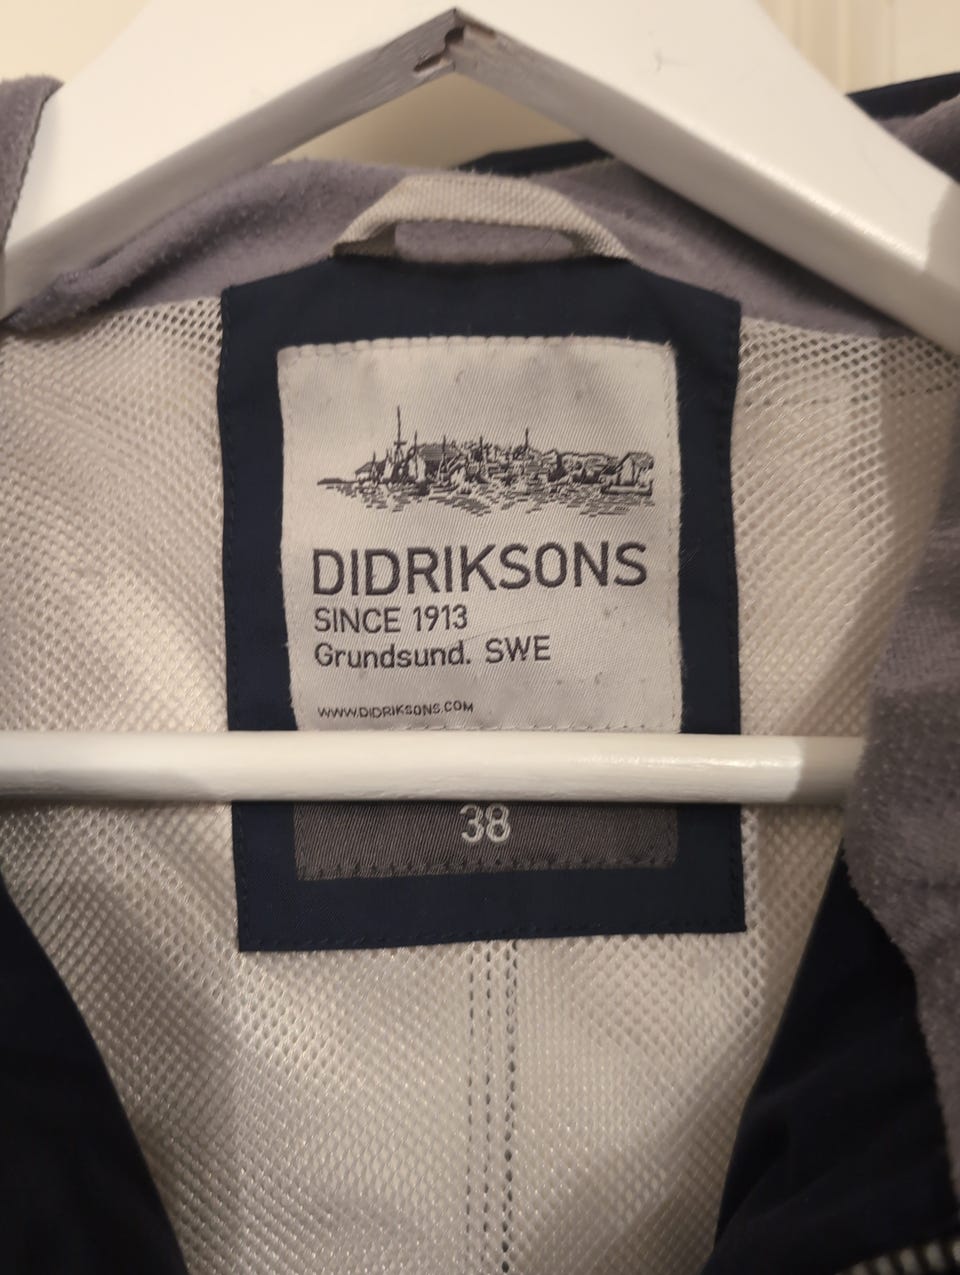 DIDRIKSONS
SINCE 1913
Grundsund. SWE
WWW.DIDRIKSONS.COM
38